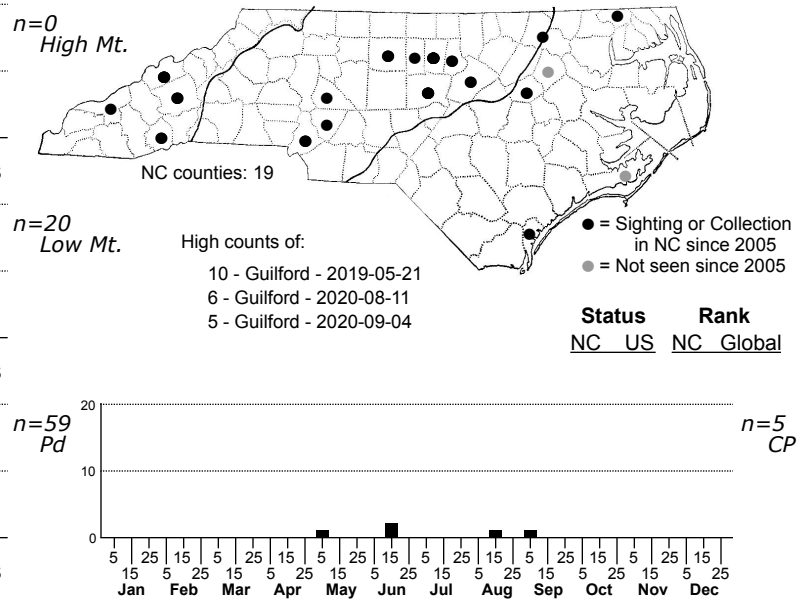 n=0
High Mt.
NC counties: 19
n=20
Low Mt.
High counts of:
10 - Guilford - 2019-05-21
6 - Guilford - 2020-08-11
5 - Guilford - 2020-09-04
= Sighting or Collection
in NC since 2005
= Not seen since 2005
Status Rank
NC US NC Global
n=59
Pd
n=5
CP
20
10
0
5 25 15 5 25 15 5 25 15 5 25 15 5 25 15 5 25 15
15 5 25 15 5 25 15 5 25 15 5 25 15 5 25 15 5 25
Jan Feb Mar Apr May Jun Jul Aug Sep Oct Nov Dec